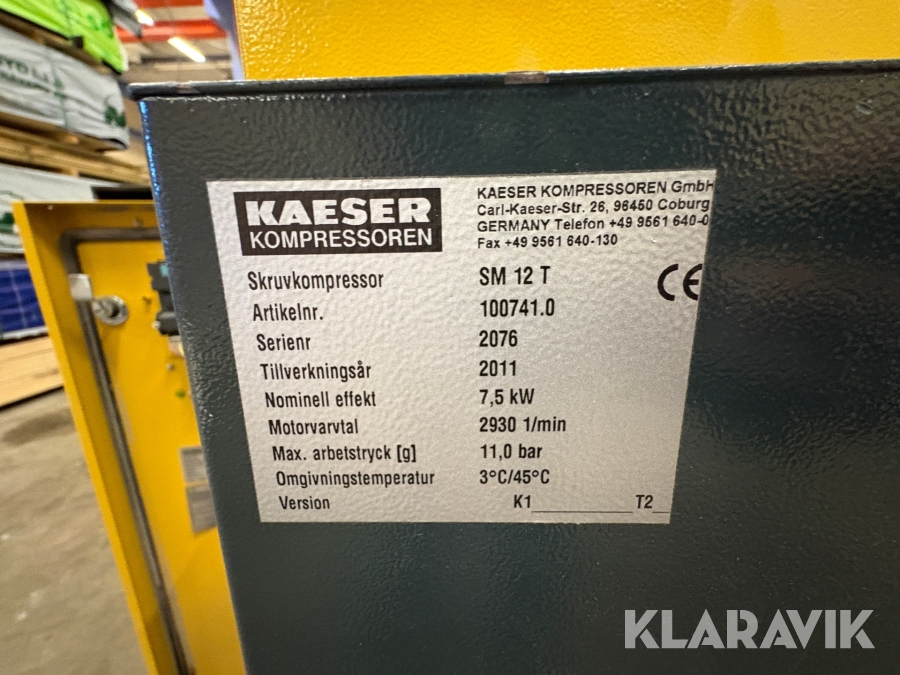 KAESER
KOMPRESSOREN
KAESER KOMPRESSOREN GmbH
Carl-Kaeser-Str. 26, 96450 Coburg
GERMANY Telefon +49 9561 640-0
Fax +49 9561 640-130
Skruvkompressor SM 12 T
CE
Artikelnr. 100741.0
Serienr 2076
Tillverkningsår 2011
Nominell effekt 7,5 kW
Motorvarvtal 2930 1/min
Max. arbetstryck [g] 11,0 bar
Omgivningstemperatur 3°C/45°C
Version K1__________T2__
KLARAVIK